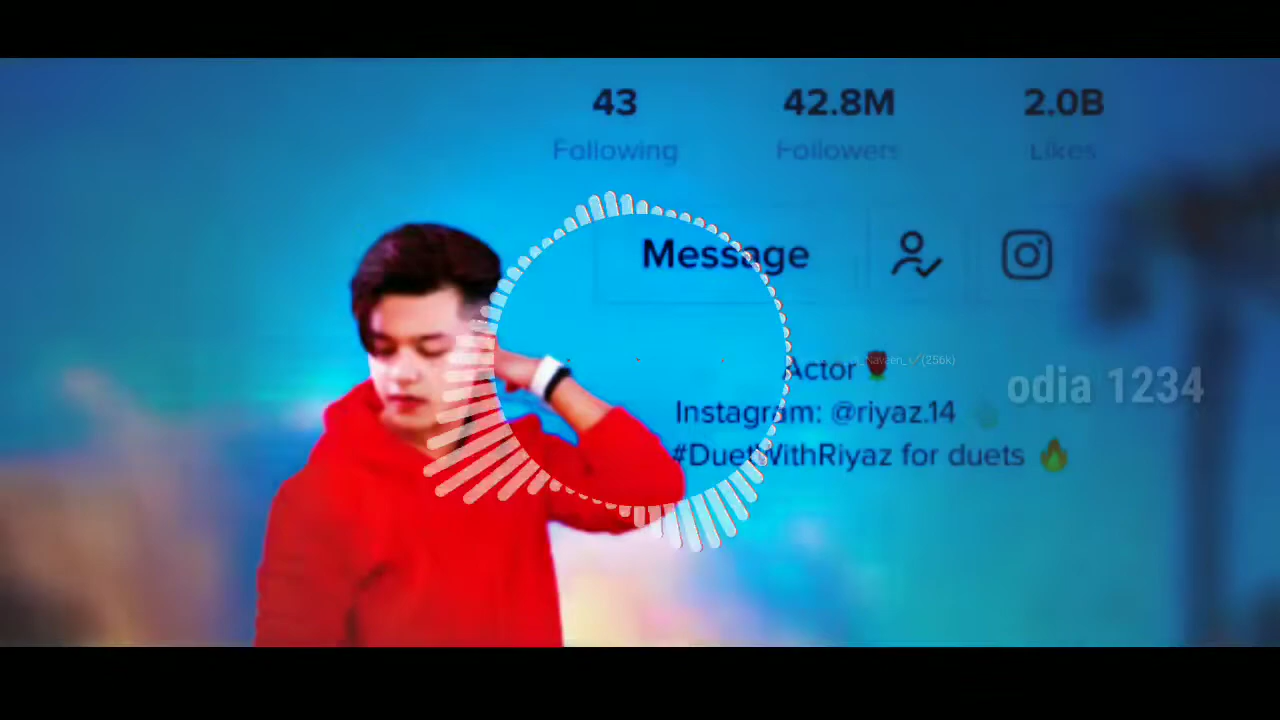 43 42.8M 2.0B
Following Followers Likes
Message
Actor🌹
Instagram: @riyaz.14
#DuetWithRiyaz for duets 🔥
odia 1234